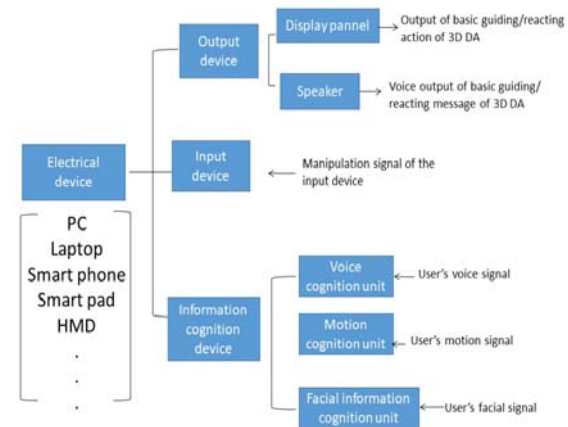 Output
device
Display pannel
Output of basic guiding/reacting
action of 3D DA
Speaker
Voice output of basic guiding/
reacting message of 3D DA
Electrical
device
Input
device
Manipulation signal of the
input device
PC
Laptop
Smart phone
Smart pad
HMD
.
.
.
Information
cognition
device
Voice
cognition unit
User's voice signal
Motion
cognition unit
User's motion signal
Facial information
cognition unit
User's facial signal